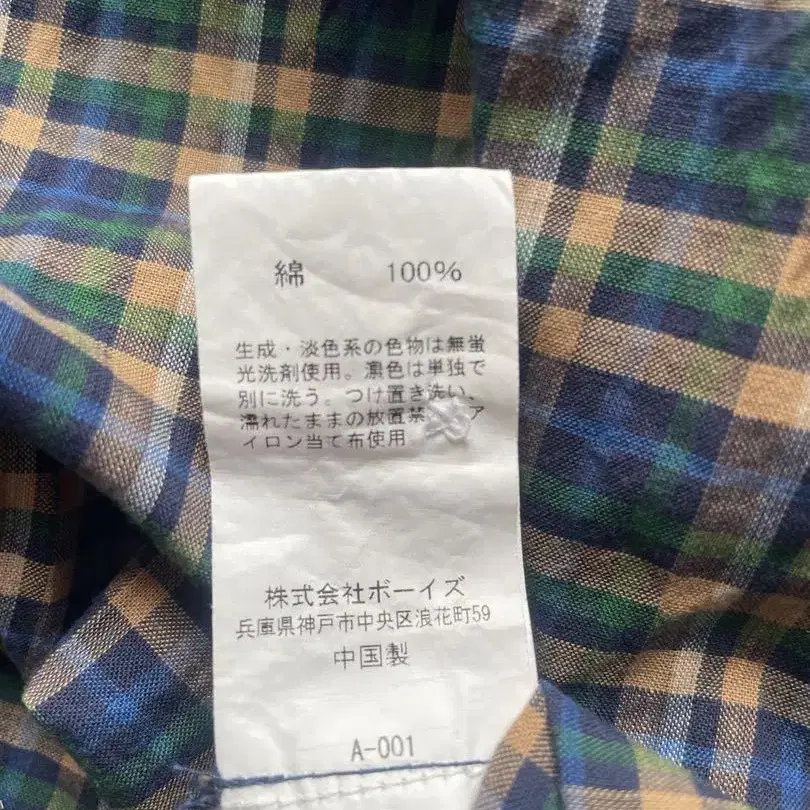 綿 100%
生成・淡色系の色物は無蛍
光洗剤使用。濃色は単独で
別に洗う。つけ置き洗い、
濡れたままの放置禁 ア
イロン当て布使用
株式会社ボーイズ
兵庫県神戸市中央区浪花町59
中国製
A-001